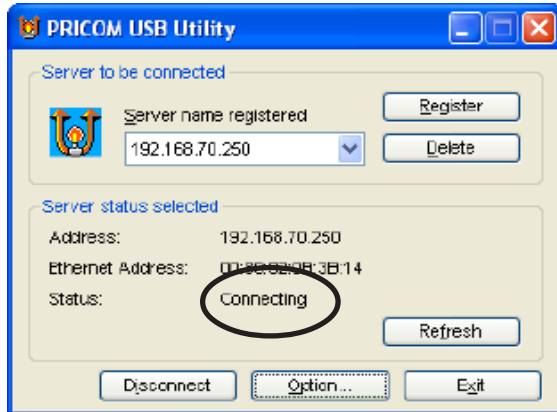 PRICOM USB Utility
Server to be connected
Server name registered
Register
192.168.70.250
Delete
Server status selected
Address: 192.168.70.250
Ethernet Address:
Status: Connecting
Refresh
Disconnect Option... Exit